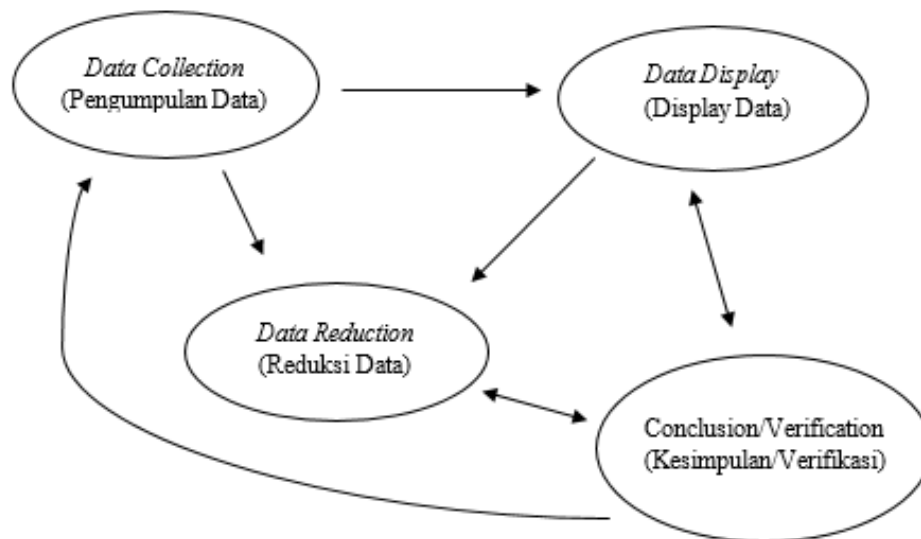 Data Collection
(Pengumpulan Data)
Data Display
(Display Data)
Data Reduction
(Reduksi Data)
Conclusion/Verification
(Kesimpulan/Verifikasi)